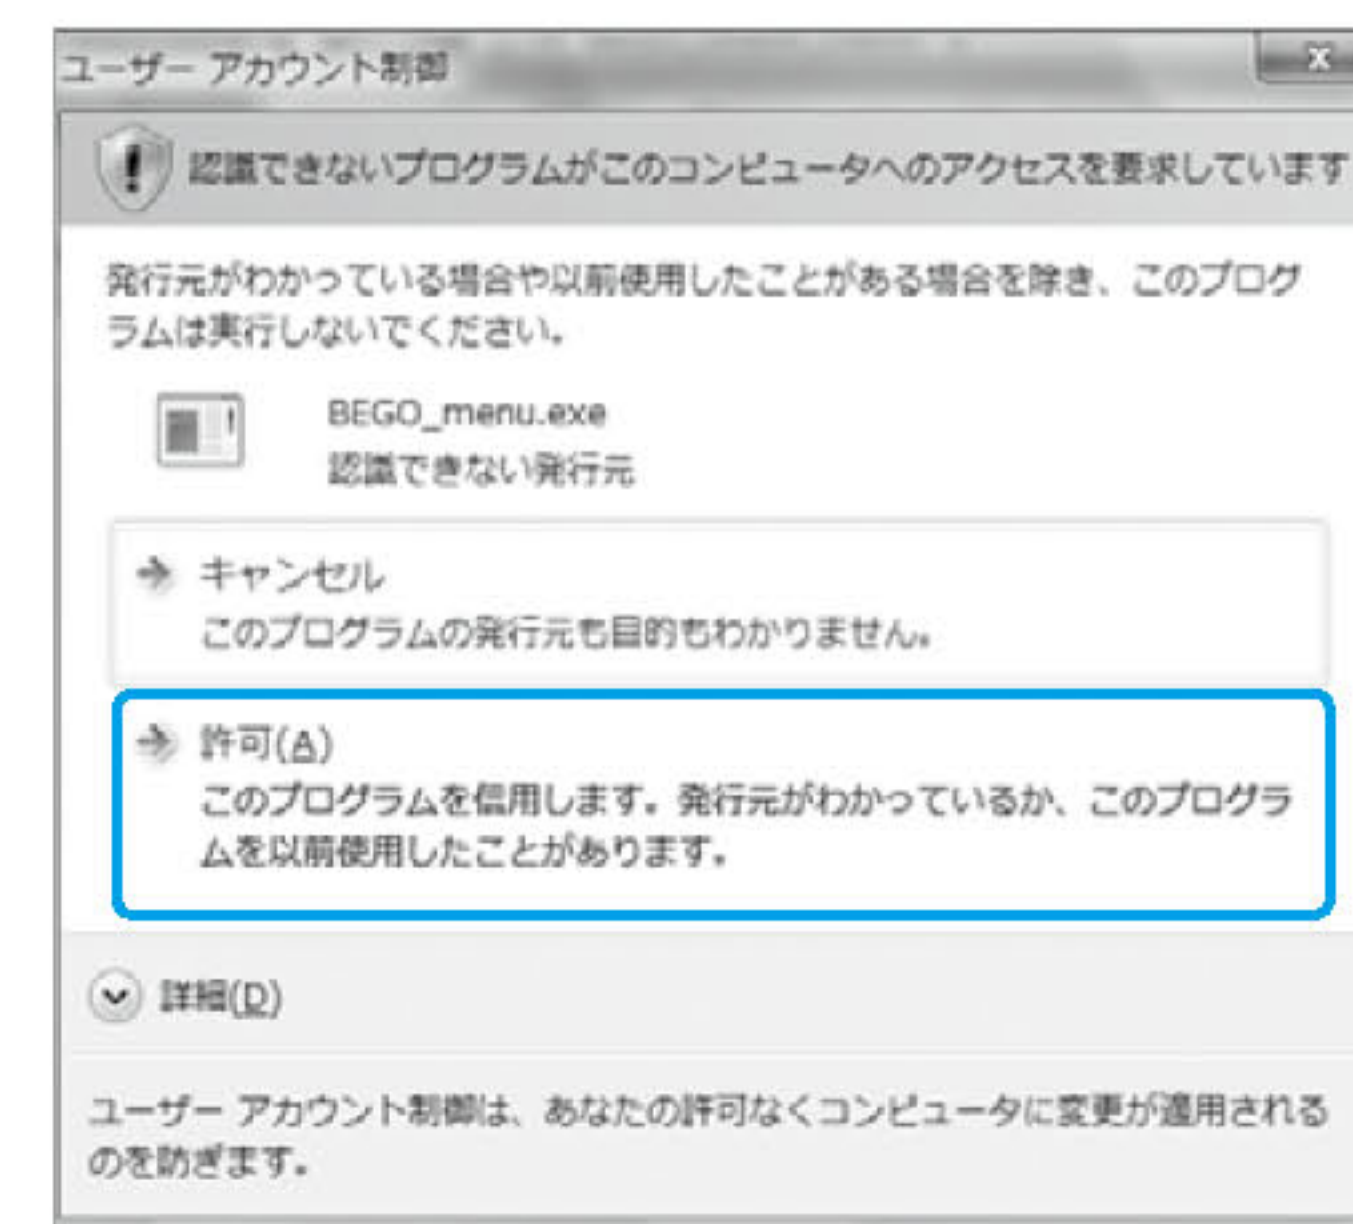 ユーザー アカウント制御
認識できないプログラムがこのコンピュータへのアクセスを要求しています
発行元がわかっている場合や以前使用したことがある場合を除き、このプログ
ラムは実行しないでください。
BEGO_menu.exe
認識できない発行元
キャンセル
このプログラムの発行元も目的もわかりません。
許可(A)
このプログラムを信用します。発行元がわかっているか、このプログラ
ムを以前使用したことがあります。
詳細(D)
ユーザー アカウント制御は、あなたの許可なくコンピュータに変更が適用される
のを防ぎます。